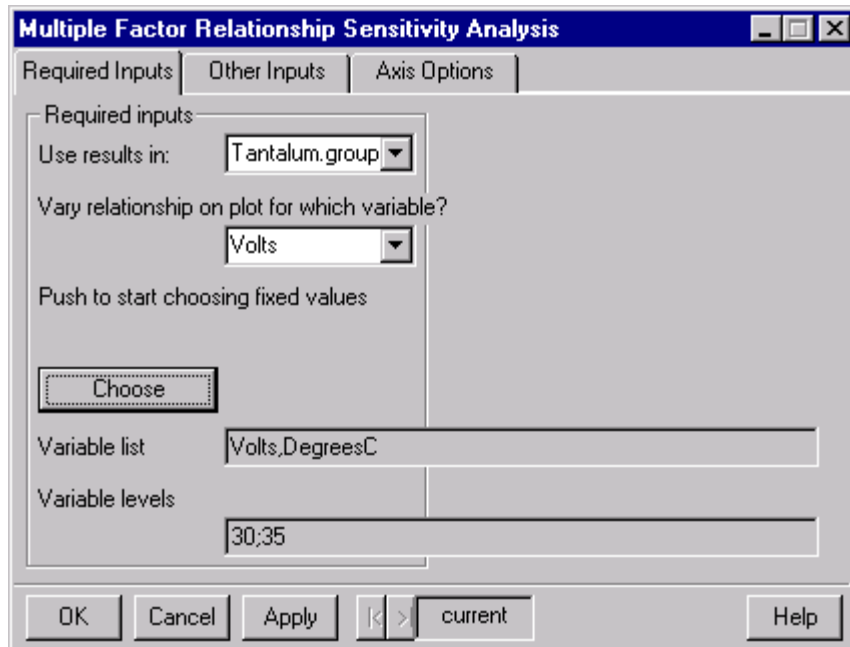 Multiple Factor Relationship Sensitivity Analysis
Required Inputs Other Inputs Axis Options
Required inputs
Use results in: Tantalum.group
Vary relationship on plot for which variable?
Volts
Push to start choosing fixed values
Choose
Variable list Volts,DegreesC
Variable levels
30;35
OK Cancel Apply |< >| current Help